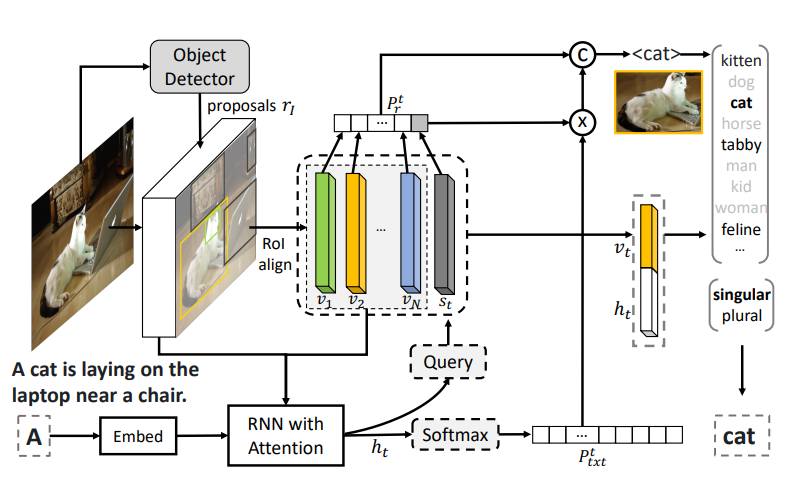 Object
Detector
proposals r_I
RoI
align
P_r^t
...
v_1 v_2 ... v_N s_t
C
X
<cat>
kitten
dog
cat
horse
tabby
man
kid
woman
feline
...
v_t
h_t
singular
plural
cat
A cat is laying on the
laptop near a chair.
A
Embed
RNN with
Attention
Query
h_t
Softmax
...
P_txt^t